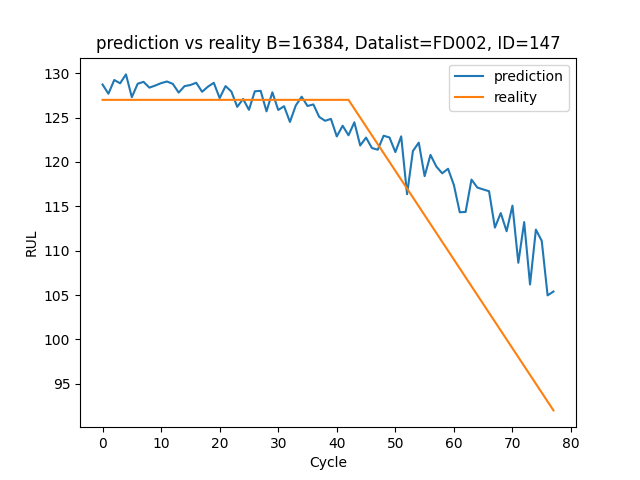 prediction vs reality B=16384, Datalist=FD002, ID=147
prediction
reality
RUL
130
125
120
115
110
105
100
95
0 10 20 30 40 50 60 70 80
Cycle